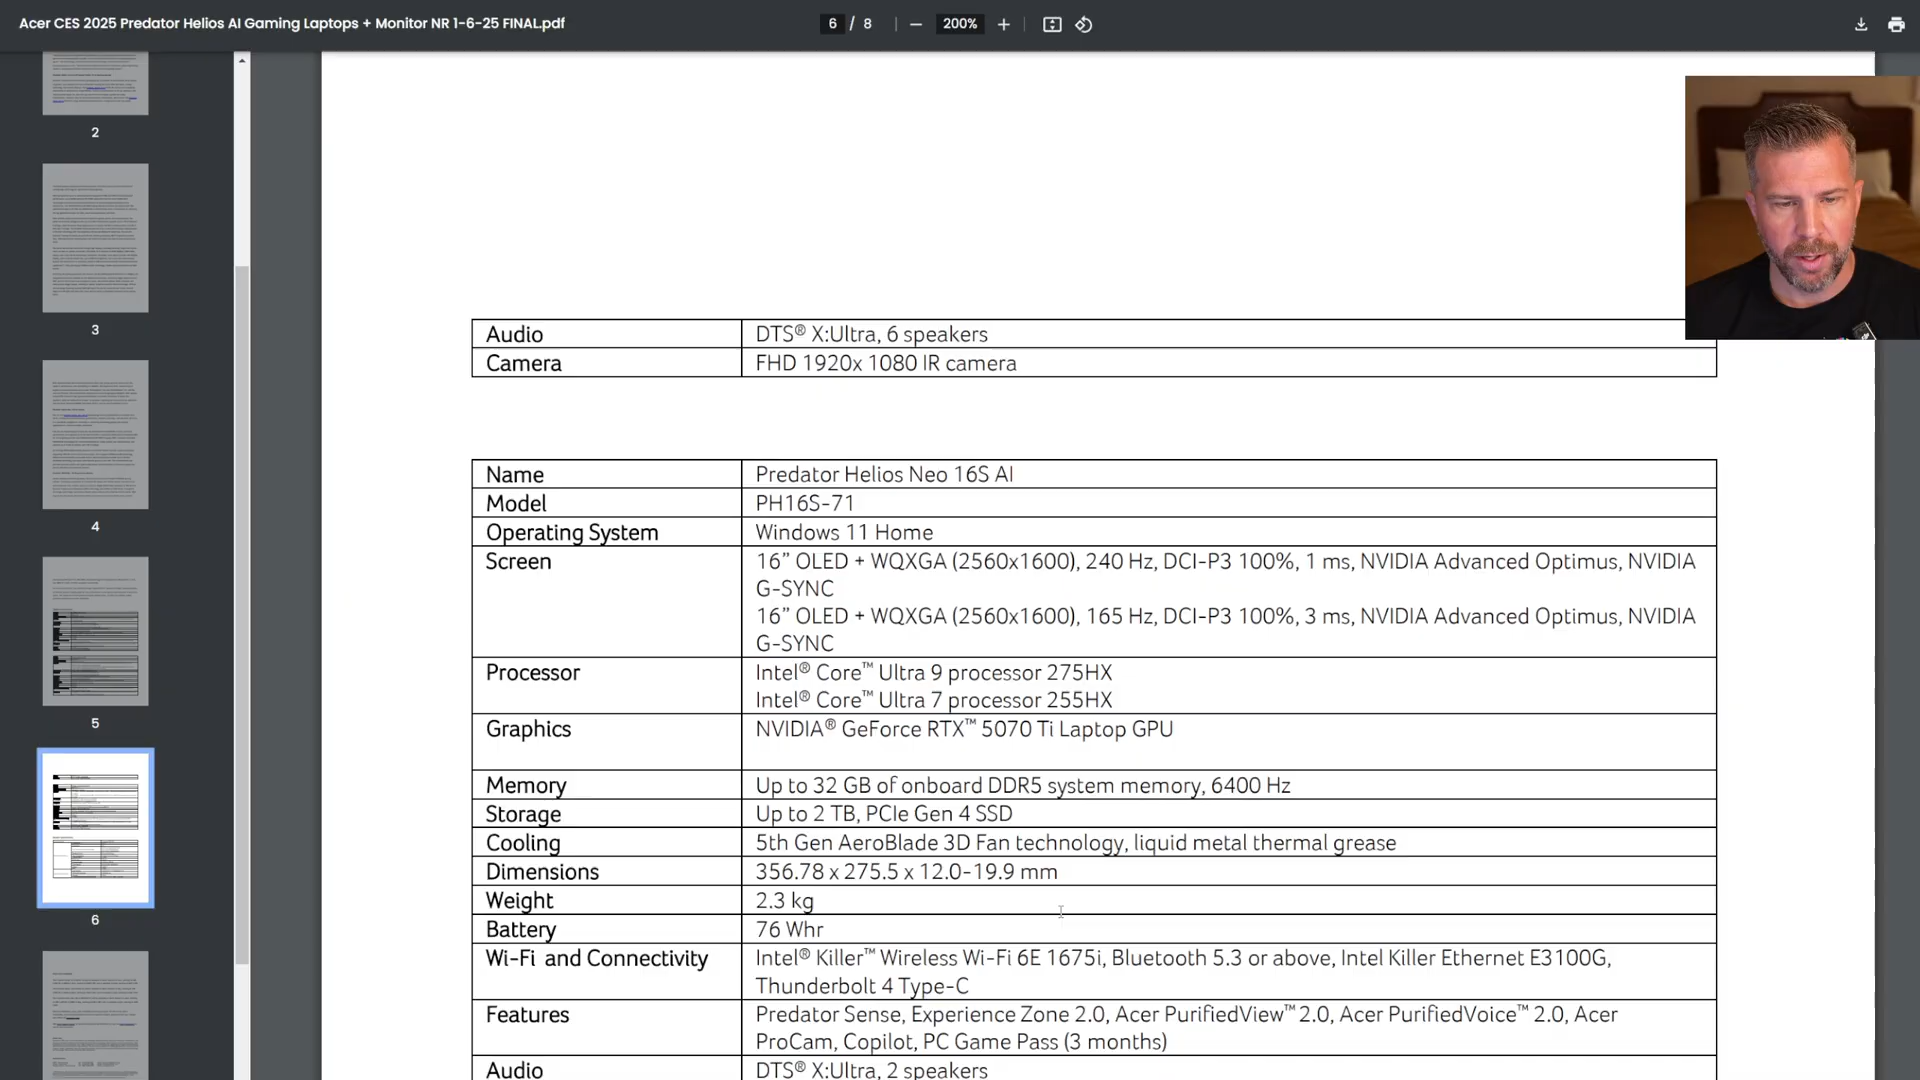 Acer CES 2025 Predator Helios AI Gaming Laptops + Monitor NR 1-6-25 FINAL.pdf
6 / 8
200%
2
3
4
5
6
Audio DTS® X:Ultra, 6 speakers
Camera FHD 1920x 1080 IR camera
Name Predator Helios Neo 16S AI
Model PH16S-71
Operating System Windows 11 Home
Screen 16” OLED + WQXGA (2560x1600), 240 Hz, DCI-P3 100%, 1 ms, NVIDIA Advanced Optimus, NVIDIA
G-SYNC
16” OLED + WQXGA (2560x1600), 165 Hz, DCI-P3 100%, 3 ms, NVIDIA Advanced Optimus, NVIDIA
G-SYNC
Processor Intel® Core™ Ultra 9 processor 275HX
Intel® Core™ Ultra 7 processor 255HX
Graphics NVIDIA® GeForce RTX™ 5070 Ti Laptop GPU
Memory Up to 32 GB of onboard DDR5 system memory, 6400 Hz
Storage Up to 2 TB, PCIe Gen 4 SSD
Cooling 5th Gen AeroBlade 3D Fan technology, liquid metal thermal grease
Dimensions 356.78 x 275.5 x 12.0-19.9 mm
Weight 2.3 kg
Battery 76 Whr
Wi-Fi and Connectivity Intel® Killer™ Wireless Wi-Fi 6E 1675i, Bluetooth 5.3 or above, Intel Killer Ethernet E3100G,
Thunderbolt 4 Type-C
Features Predator Sense, Experience Zone 2.0, Acer PurifiedView™ 2.0, Acer PurifiedVoice™ 2.0, Acer
ProCam, Copilot, PC Game Pass (3 months)
Audio DTS® X:Ultra, 2 speakers